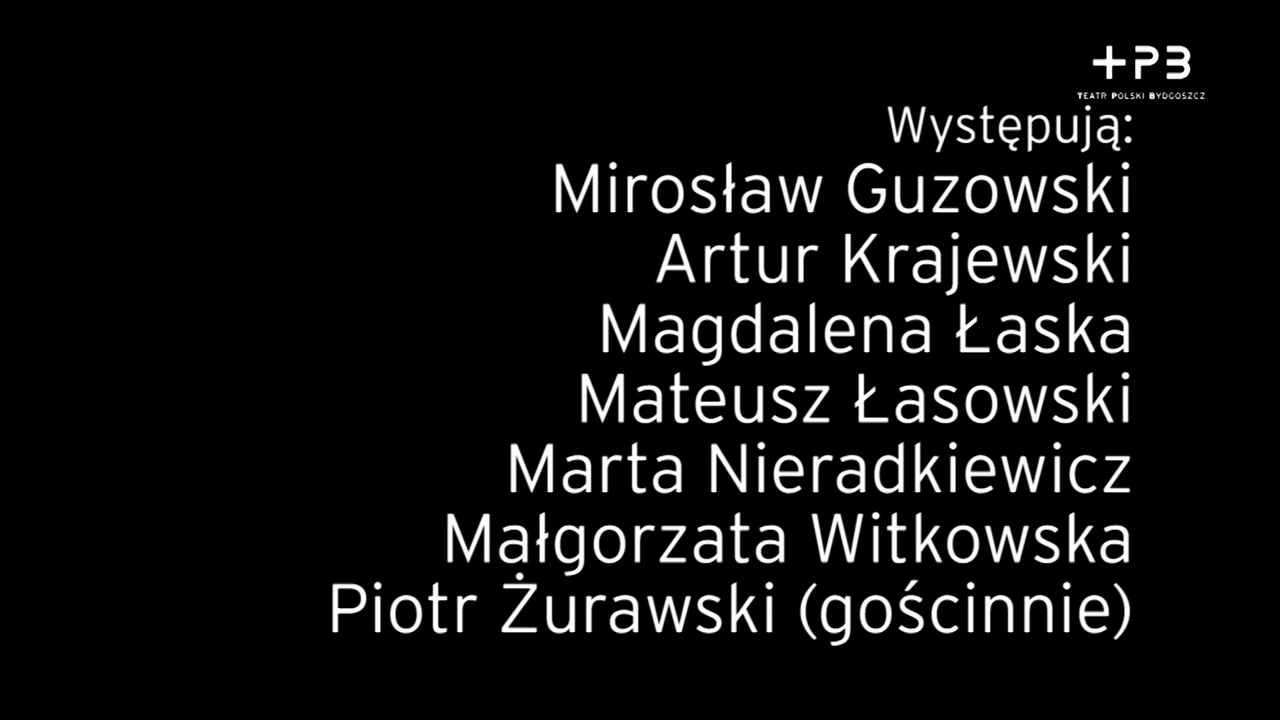 +PB
TEATR POLSKI BYDGOSZCZ
Występują:
Mirosław Guzowski
Artur Krajewski
Magdalena Łaska
Mateusz Łasowski
Marta Nieradkiewicz
Małgorzata Witkowska
Piotr Żurawski (gościnnie)